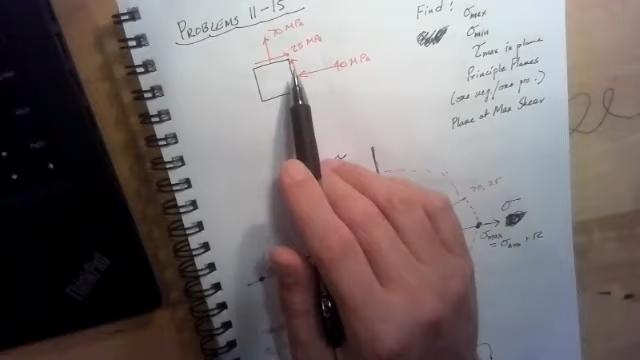 PROBLEMS 11-15
70 MPa
25 MPa
40 MPa
Find:
σmax
σmin
τmax in plane
Principle Planes
(one neg/one pos.)
Plane at Max Shear
70, 25
σ
σmax
= σavg + R
ThinkPad